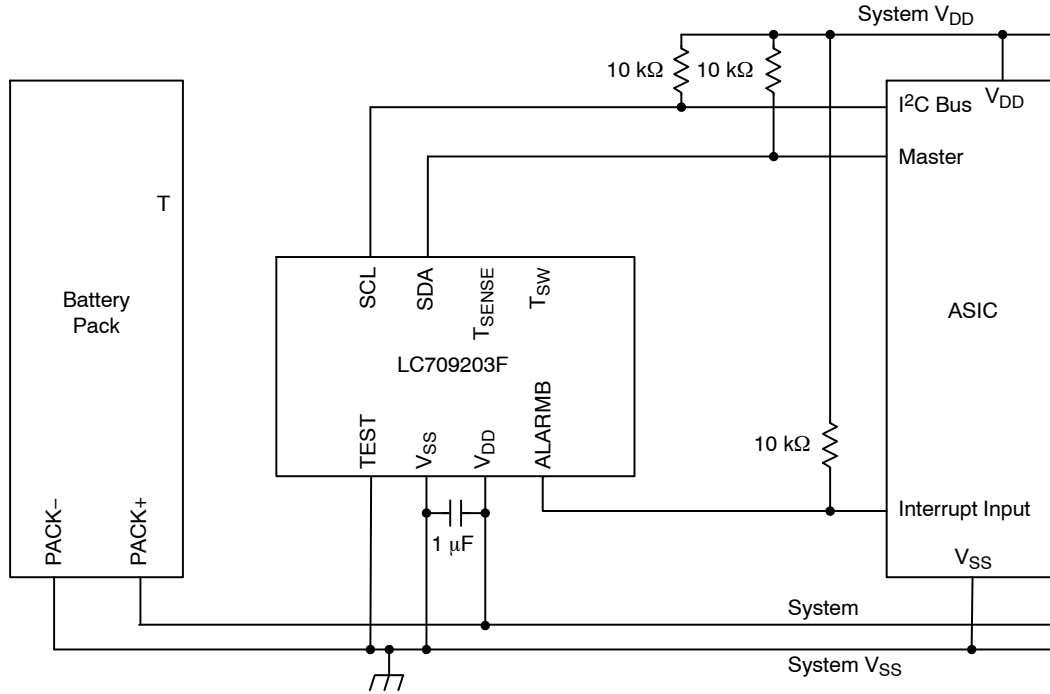 System VDD
10 kΩ 10 kΩ
I²C Bus VDD
Master
T
SCL
SDA
TSENSE
TSW
Battery
Pack
ASIC
LC709203F
TEST
VSS
VDD
ALARMB
10 kΩ
PACK−
PACK+
1 μF
Interrupt Input
VSS
System
System VSS